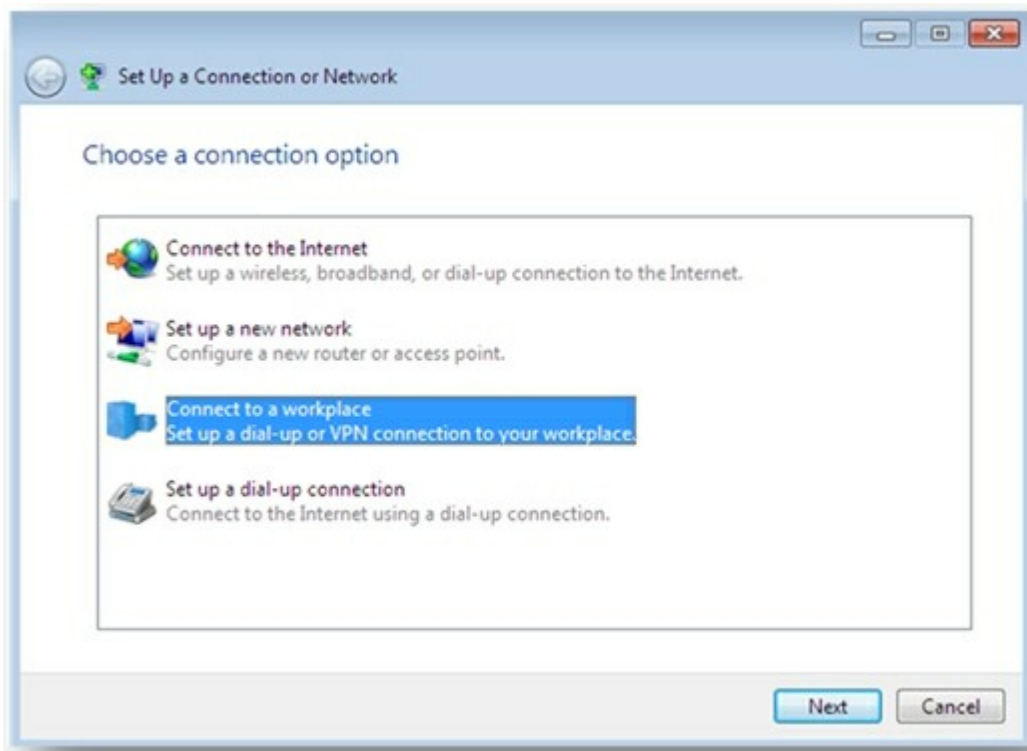 Set Up a Connection or Network
Choose a connection option
Connect to the Internet
Set up a wireless, broadband, or dial-up connection to the Internet.
Set up a new network
Configure a new router or access point.
Connect to a workplace
Set up a dial-up or VPN connection to your workplace.
Set up a dial-up connection
Connect to the Internet using a dial-up connection.
Next Cancel